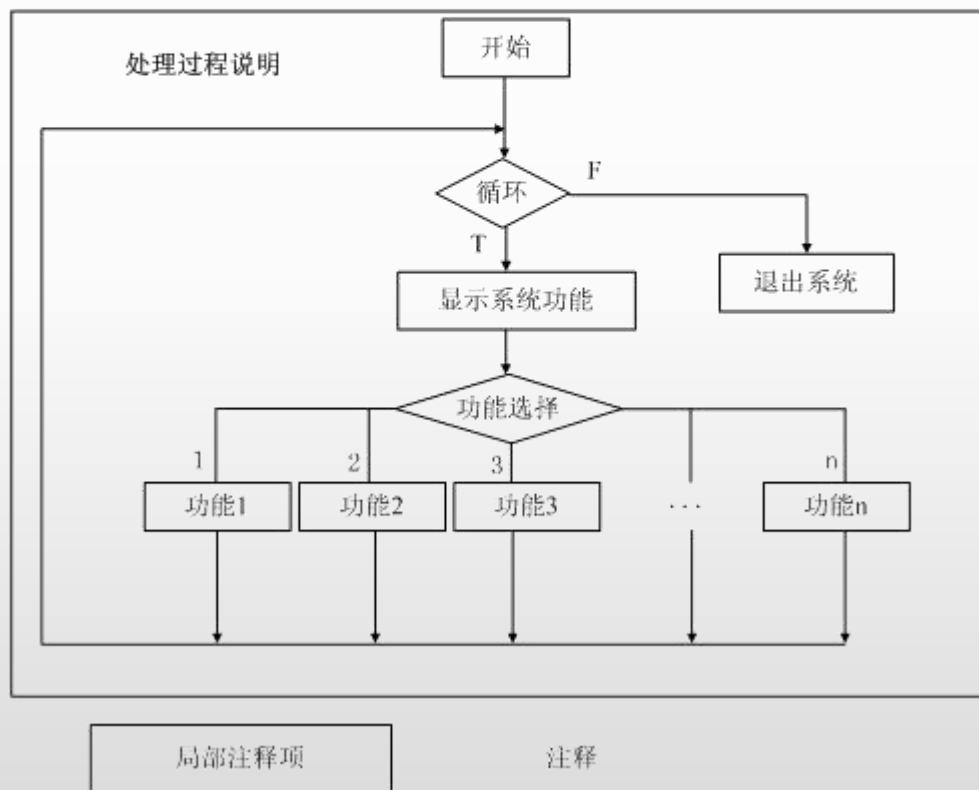 开始
处理过程说明
循环
F
T
退出系统
显示系统功能
功能选择
1
2
3
n
功能1
功能2
功能3
...
功能n
局部注释项
注释